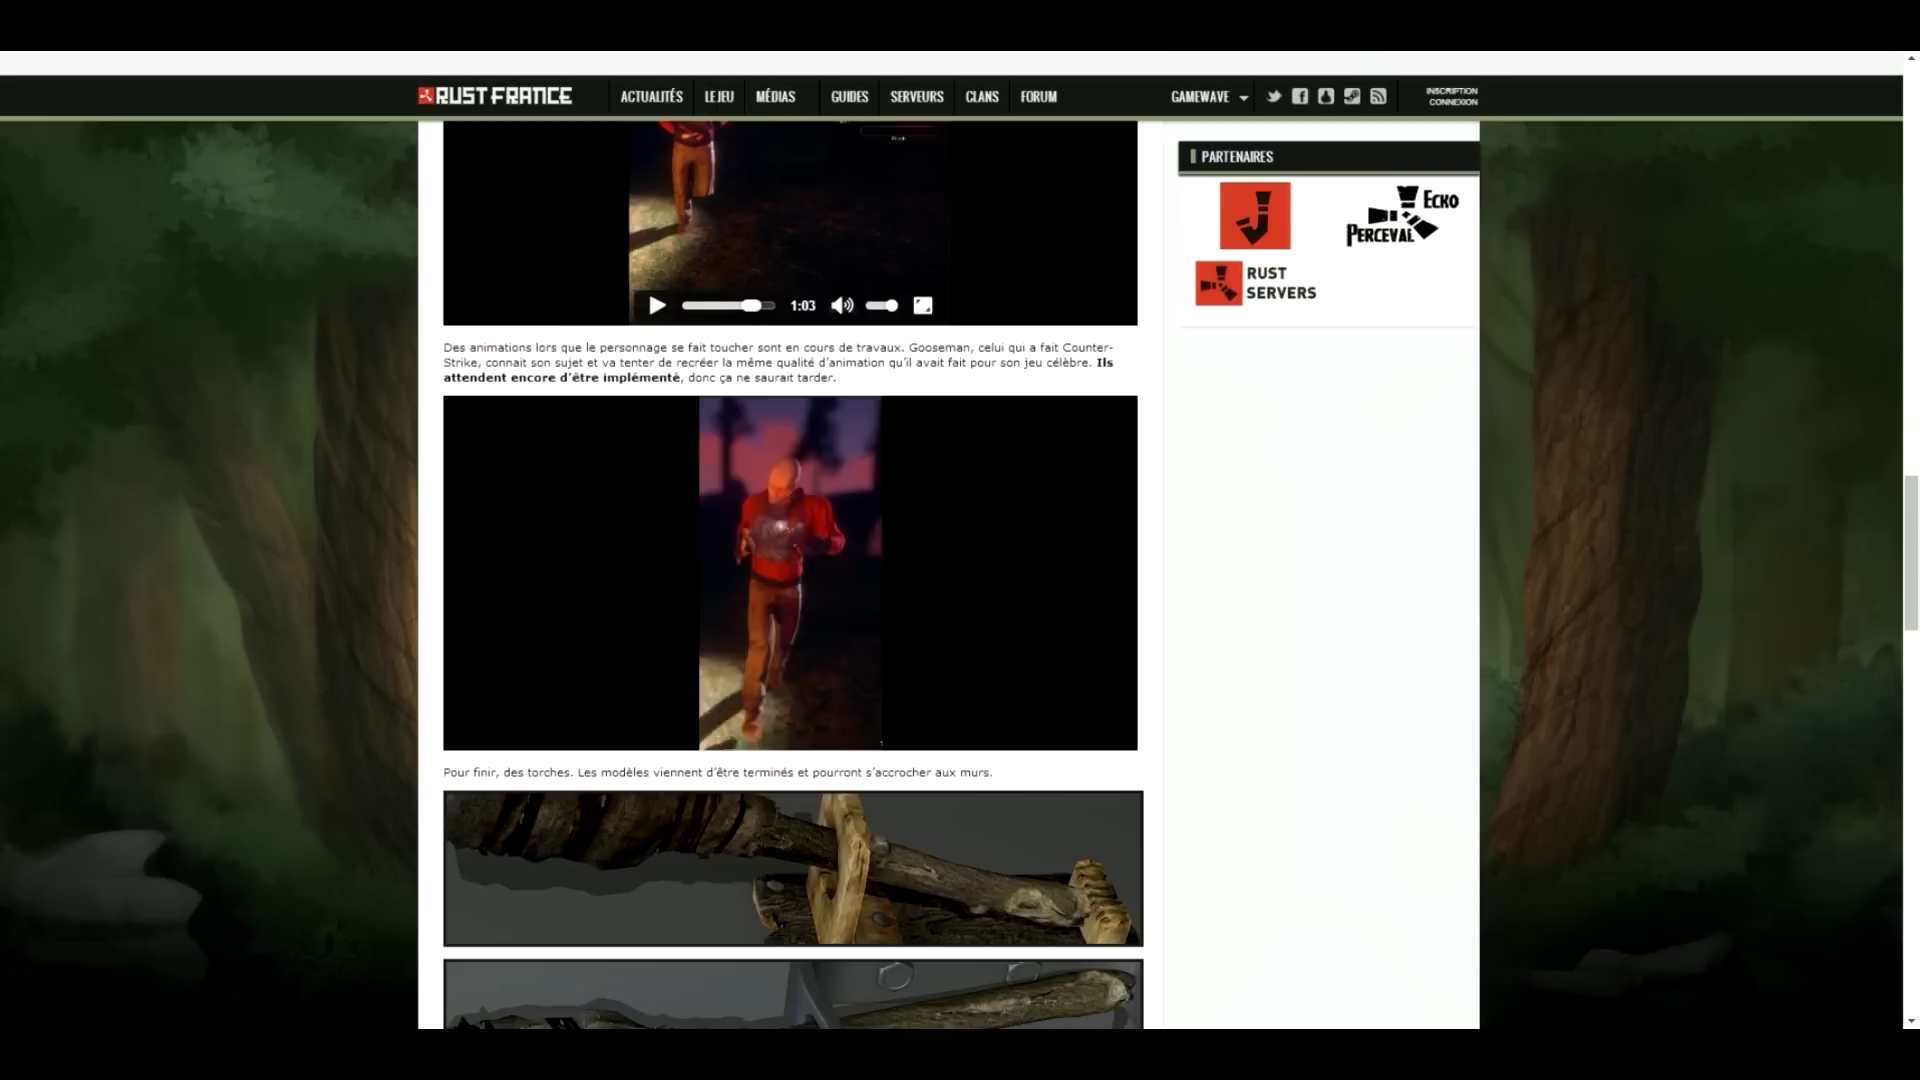 RUST FRANCE
ACTUALITÉS LE JEU MÉDIAS GUIDES SERVEURS CLANS FORUM
GAMEWAVE
INSCRIPTION
CONNEXION
PARTENAIRES
ECKO
PERCEVAL
RUST
SERVERS
1:03
Des animations lors que le personnage se fait toucher sont en cours de travaux. Gooseman, celui qui a fait Counter-
Strike, connait son sujet et va tenter de recréer la même qualité d'animation qu'il avait fait pour son jeu célèbre. Ils
attendent encore d'être implémenté, donc ça ne saurait tarder.
Pour finir, des torches. Les modèles viennent d'être terminés et pourront s'accrocher aux murs.